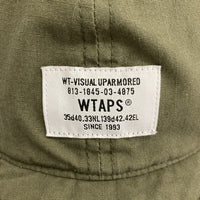 WT-VISUAL UPARMORED
813-1845-03-4875
WTAPS®
35d40.33NL139d42.42EL
SINCE 1993